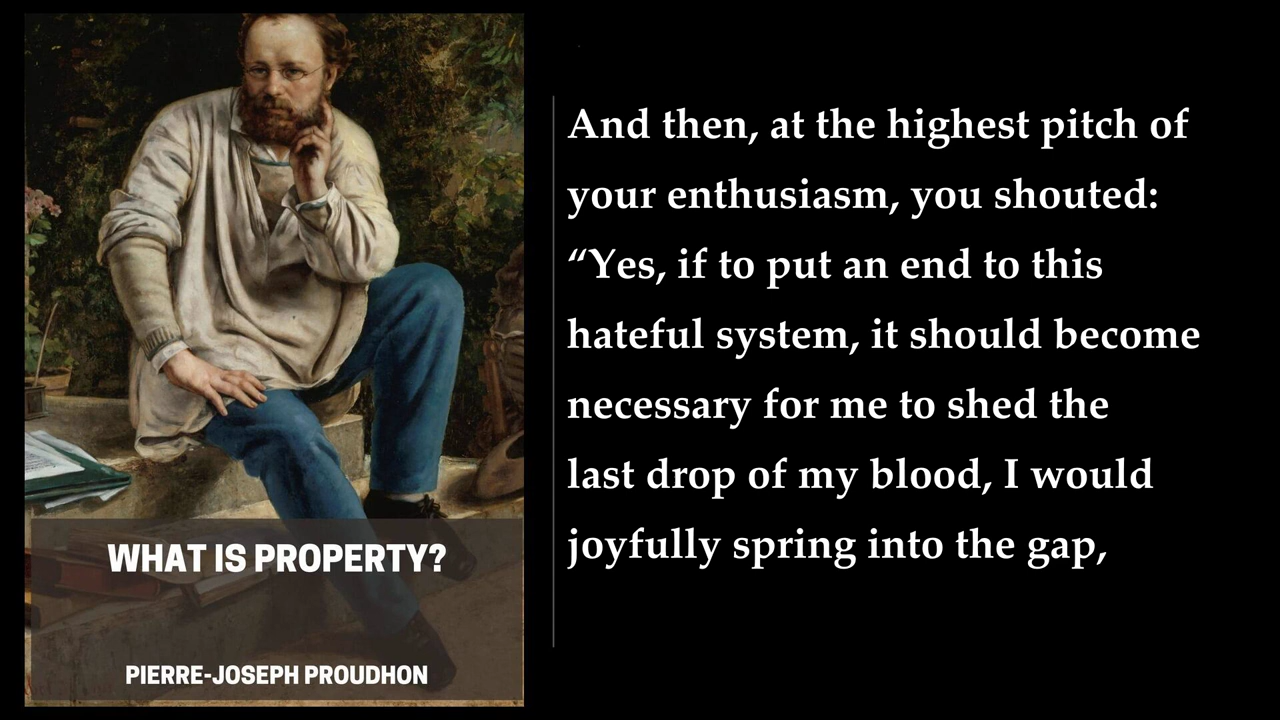 WHAT IS PROPERTY?
PIERRE-JOSEPH PROUDHON
And then, at the highest pitch of
your enthusiasm, you shouted:
“Yes, if to put an end to this
hateful system, it should become
necessary for me to shed the
last drop of my blood, I would
joyfully spring into the gap,